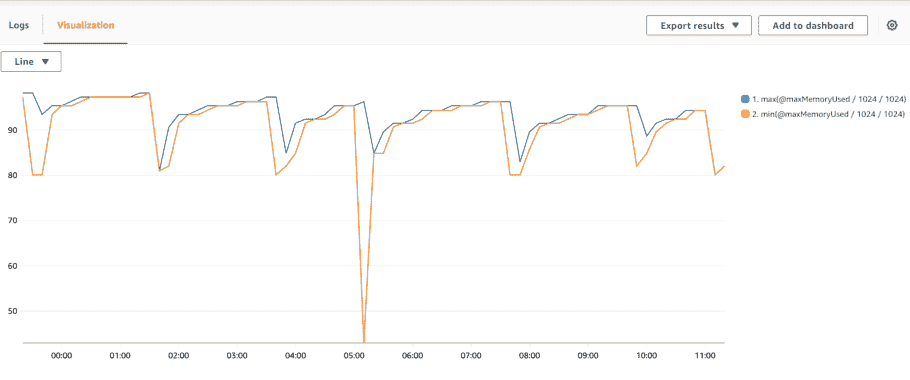 Logs
Visualization
Export results
Add to dashboard
Line
1. max(@maxMemoryUsed / 1024 / 1024)
2. min(@maxMemoryUsed / 1024 / 1024)
90
80
70
60
50
00:00 01:00 02:00 03:00 04:00 05:00 06:00 07:00 08:00 09:00 10:00 11:00